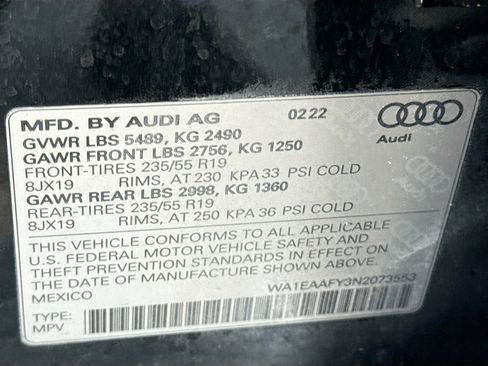 MFD. BY AUDI AG 02 22
GVWR LBS 5489, KG 2490
GAWR FRONT LBS 2756, KG 1250
FRONT-TIRES 235/55 R19
8JX19 RIMS, AT 230 KPA 33 PSI COLD
GAWR REAR LBS 2998, KG 1360
REAR-TIRES 235/55 R19
8JX19 RIMS, AT 250 KPA 36 PSI COLD
Audi
THIS VEHICLE CONFORMS TO ALL APPLICABLE
U.S. FEDERAL MOTOR VEHICLE SAFETY AND
THEFT PREVENTION STANDARDS IN EFFECT ON
THE DATE OF MANUFACTURE SHOWN ABOVE.
MEXICO WA1EAAFY3N2073553
TYPE:
MPV